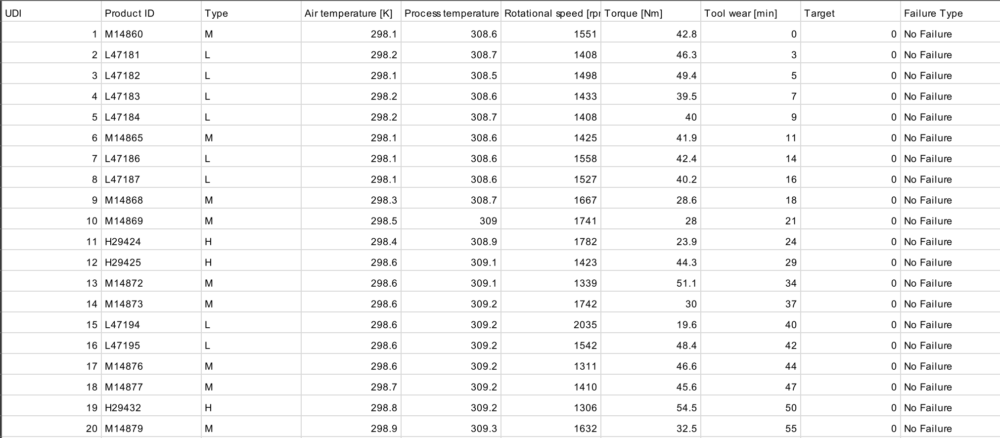 UDI Product ID Type Air temperature [K] Process temperature Rotational speed [rpm Torque [Nm] Tool wear [min] Target Failure Type
1 M14860 M 298.1 308.6 1551 42.8 0 0 No Failure
2 L47181 L 298.2 308.7 1408 46.3 3 0 No Failure
3 L47182 L 298.1 308.5 1498 49.4 5 0 No Failure
4 L47183 L 298.2 308.6 1433 39.5 7 0 No Failure
5 L47184 L 298.2 308.7 1408 40 9 0 No Failure
6 M14865 M 298.1 308.6 1425 41.9 11 0 No Failure
7 L47186 L 298.1 308.6 1558 42.4 14 0 No Failure
8 L47187 L 298.1 308.6 1527 40.2 16 0 No Failure
9 M14868 M 298.3 308.7 1667 28.6 18 0 No Failure
10 M14869 M 298.5 309 1741 28 21 0 No Failure
11 H29424 H 298.4 308.9 1782 23.9 24 0 No Failure
12 H29425 H 298.6 309.1 1423 44.3 29 0 No Failure
13 M14872 M 298.6 309.1 1339 51.1 34 0 No Failure
14 M14873 M 298.6 309.2 1742 30 37 0 No Failure
15 L47194 L 298.6 309.2 2035 19.6 40 0 No Failure
16 L47195 L 298.6 309.2 1542 48.4 42 0 No Failure
17 M14876 M 298.6 309.2 1311 46.6 44 0 No Failure
18 M14877 M 298.7 309.2 1410 45.6 47 0 No Failure
19 H29432 H 298.8 309.2 1306 54.5 50 0 No Failure
20 M14879 M 298.9 309.3 1632 32.5 55 0 No Failure